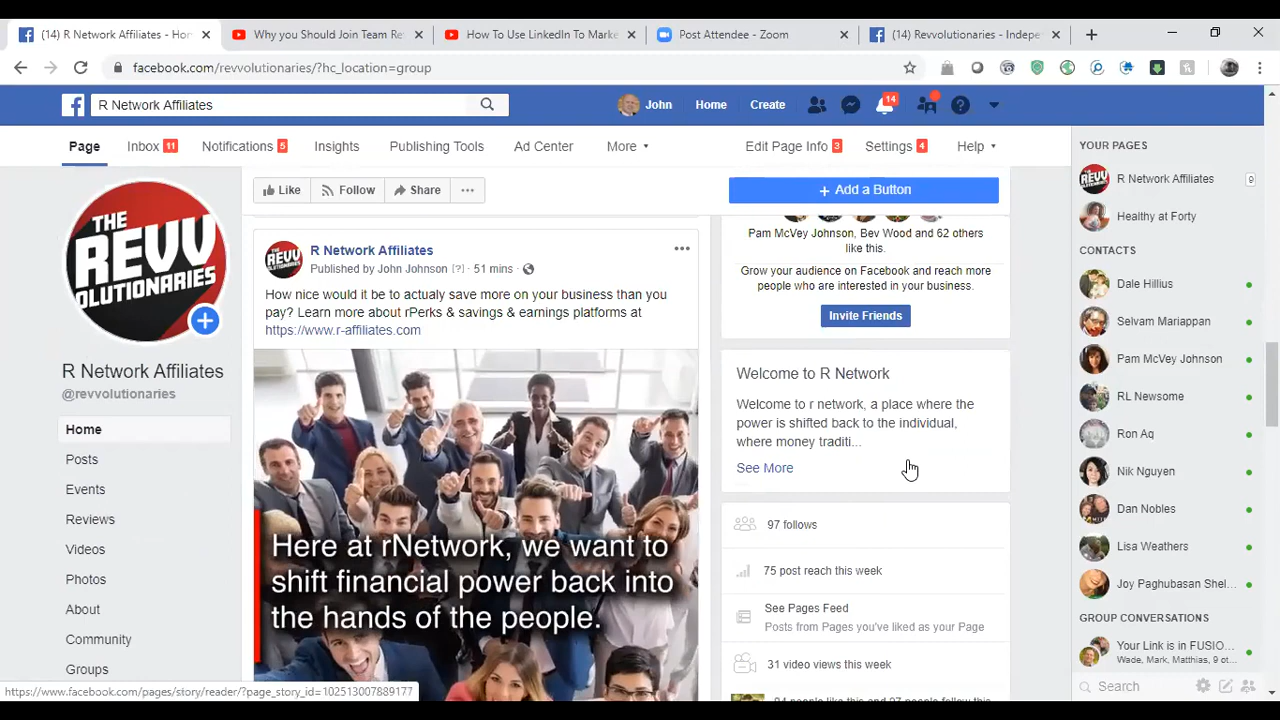 (14) R Network Affiliates - Hon
Why you Should Join Team Re
How To Use LinkedIn To Marke
Post Attendee - Zoom
(14) Revvolutionaries - Indepe
facebook.com/revvolutionaries/?hc_location=group
R Network Affiliates
John
Home
Create
14
Page
Inbox 11
Notifications 5
Insights
Publishing Tools
Ad Center
More
Edit Page Info 3
Settings 4
Help
THE
REVV
OLUTIONARIES
R Network Affiliates
@revvolutionaries
Home
Posts
Events
Reviews
Videos
Photos
About
Community
Groups
Like
Follow
Share
+ Add a Button
R Network Affiliates
Published by John Johnson [?] · 51 mins ·
How nice would it be to actualy save more on your business than you
pay? Learn more about rPerks & savings & earnings platforms at
https://www.r-affiliates.com
Here at rNetwork, we want to
shift financial power back into
the hands of the people.
Pam McVey Johnson, Bev Wood and 62 others
like this.
Grow your audience on Facebook and reach more
people who are interested in your business.
Invite Friends
Welcome to R Network
Welcome to r network, a place where the
power is shifted back to the individual,
where money traditi...
See More
97 follows
75 post reach this week
See Pages Feed
Posts from Pages you've liked as your Page
31 video views this week
YOUR PAGES
R Network Affiliates 9
Healthy at Forty
CONTACTS
Dale Hillius
Selvam Mariappan
Pam McVey Johnson
RL Newsome
Ron Aq
Nik Nguyen
Dan Nobles
Lisa Weathers
Joy Paghubasan Shel...
GROUP CONVERSATIONS
Your Link is in FUSIO...
Wade, Mark, Matthias, 9 ot...
Search
https://www.facebook.com/pages/story/reader/?page_story_id=102513007889177